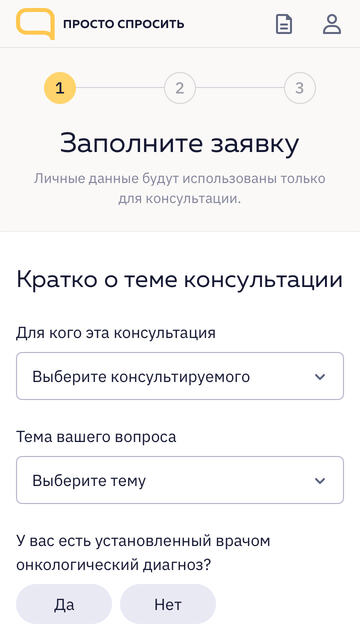 ПРОСТО СПРОСИТЬ
1 2 3
Заполните заявку
Личные данные будут использованы только
для консультации.
Кратко о теме консультации
Для кого эта консультация
Выберите консультируемого
Тема вашего вопроса
Выберите тему
У вас есть установленный врачом
онкологический диагноз?
Да Нет